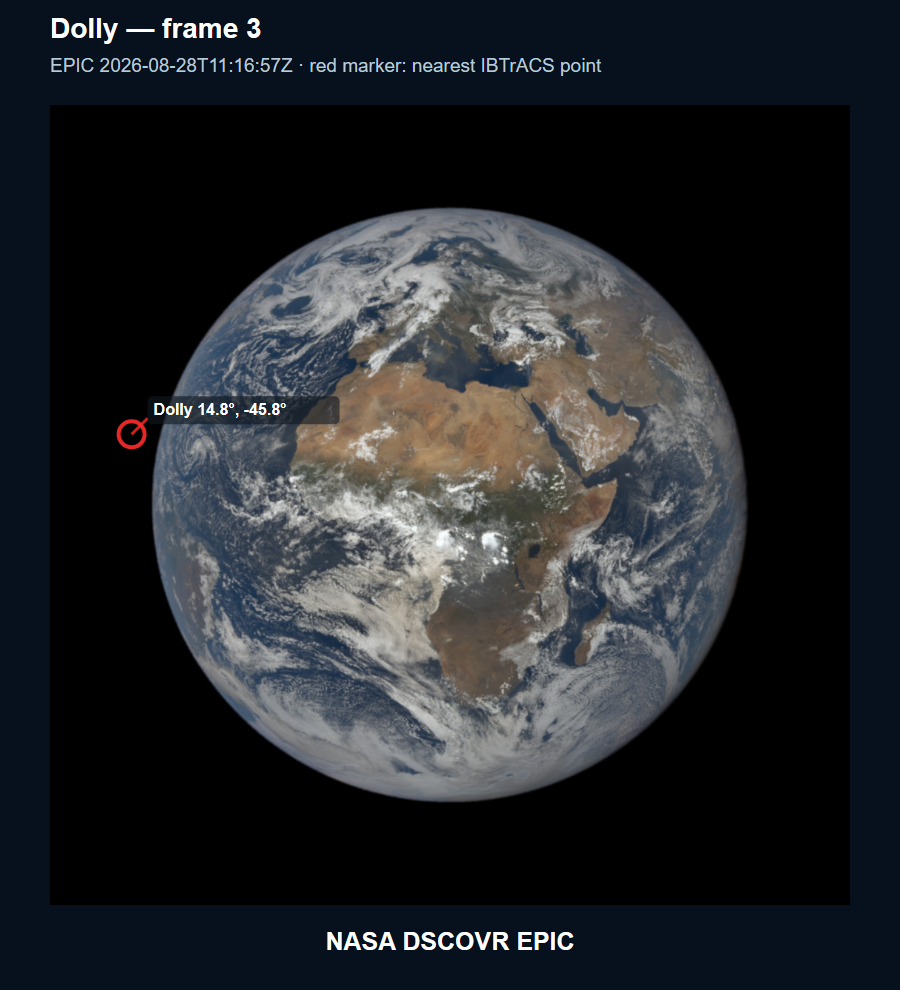 Dolly — frame 3
EPIC 2026-08-28T11:16:57Z · red marker: nearest IBTrACS point
Dolly 14.8°, -45.8°
NASA DSCOVR EPIC